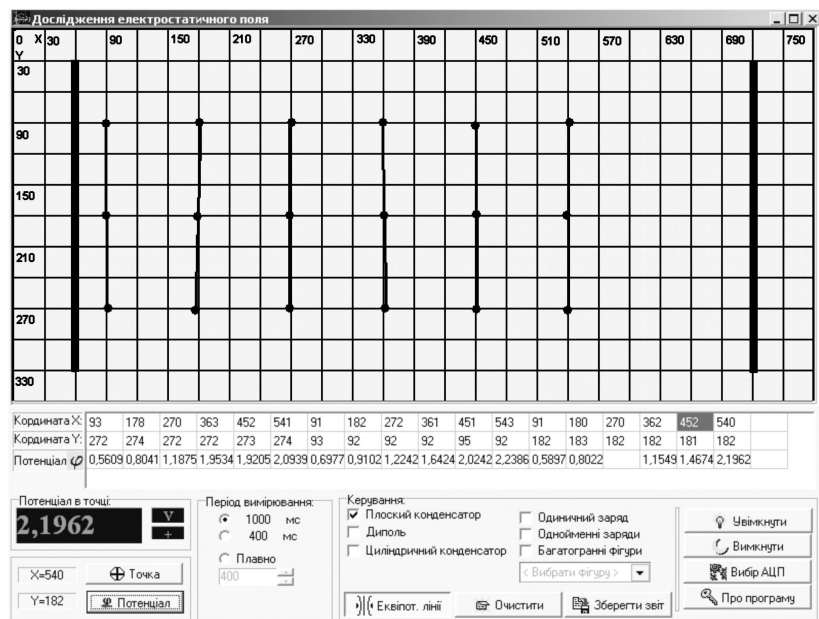 Дослідження електростатичного поля
0 X 30 90 150 210 270 330 390 450 510 570 630 690 750
Y
30
90
150
210
270
330
Кордината X: 93 178 270 363 452 541 91 182 272 361 451 543 91 180 270 362 452 540
Кордината Y: 272 274 272 272 273 274 93 92 92 92 95 92 182 183 182 182 181 182
Потенціал φ 0,5609 0,8041 1,1875 1,9534 1,9205 2,0939 0,6977 0,9102 1,2242 1,6424 2,0242 2,2386 0,5897 0,8022 1,1549 1,4674 2,1962
Потенціал в точці:
2,1962 V
+
X=540 Точка
Y=182 φ Потенціал
Період вимірювання:
1000 мс
400 мс
Плавно
400
Керування:
Плоский конденсатор
Диполь
Циліндричний конденсатор
Одиничний заряд
Однойменні заряди
Багатогранні фігури
< Вибрати фігуру >
Еквіпот. лінії Очистити Зберегти звіт
Увімкнути
Вимкнути
Вибір АЦП
Про програму